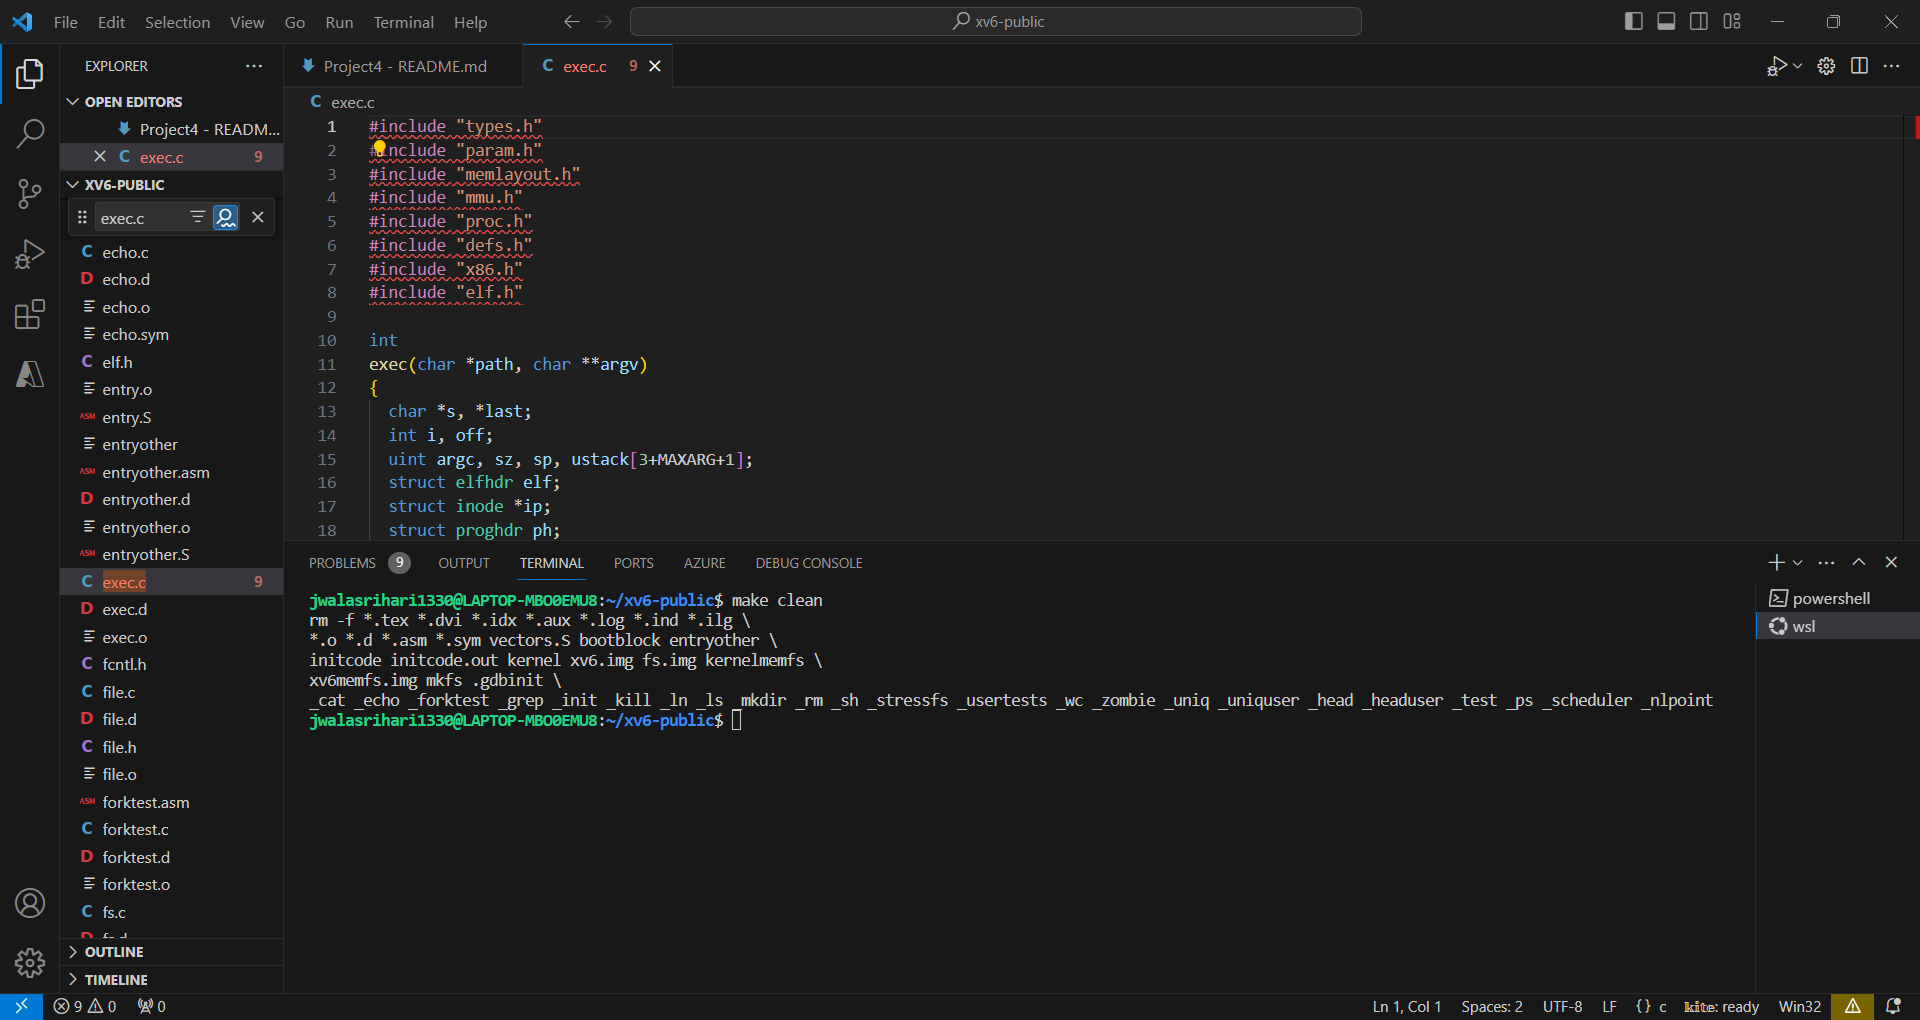 File Edit Selection View Go Run Terminal Help
xv6-public
EXPLORER
OPEN EDITORS
Project4 - READM...
exec.c 9
XV6-PUBLIC
exec.c
echo.c
echo.d
echo.o
echo.sym
elf.h
entry.o
entry.S
entryother
entryother.asm
entryother.d
entryother.o
entryother.S
exec.c 9
exec.d
exec.o
fcntl.h
file.c
file.d
file.h
file.o
forktest.asm
forktest.c
forktest.d
forktest.o
fs.c
OUTLINE
TIMELINE
Project4 - README.md
exec.c 9
exec.c
1 #include "types.h"
2 #include "param.h"
3 #include "memlayout.h"
4 #include "mmu.h"
5 #include "proc.h"
6 #include "defs.h"
7 #include "x86.h"
8 #include "elf.h"
9
10 int
11 exec(char *path, char **argv)
12 {
13 char *s, *last;
14 int i, off;
15 uint argc, sz, sp, ustack[3+MAXARG+1];
16 struct elfhdr elf;
17 struct inode *ip;
18 struct proghdr ph;
PROBLEMS 9 OUTPUT TERMINAL PORTS AZURE DEBUG CONSOLE
jwalasrihari1330@LAPTOP-MBO0EMU8:~/xv6-public$ make clean
rm -f *.tex *.dvi *.idx *.aux *.log *.ind *.ilg \
*.o *.d *.asm *.sym vectors.S bootblock entryother \
initcode initcode.out kernel xv6.img fs.img kernelmemfs \
xv6memfs.img mkfs .gdbinit \
_cat _echo _forktest _grep _init _kill _ln _ls _mkdir _rm _sh _stressfs _usertests _wc _zombie _uniq _uniquser _head _headuser _test _ps _scheduler _nlpoint
jwalasrihari1330@LAPTOP-MBO0EMU8:~/xv6-public$
powershell
wsl
9 0 0
Ln 1, Col 1 Spaces: 2 UTF-8 LF {} c kite: ready Win32